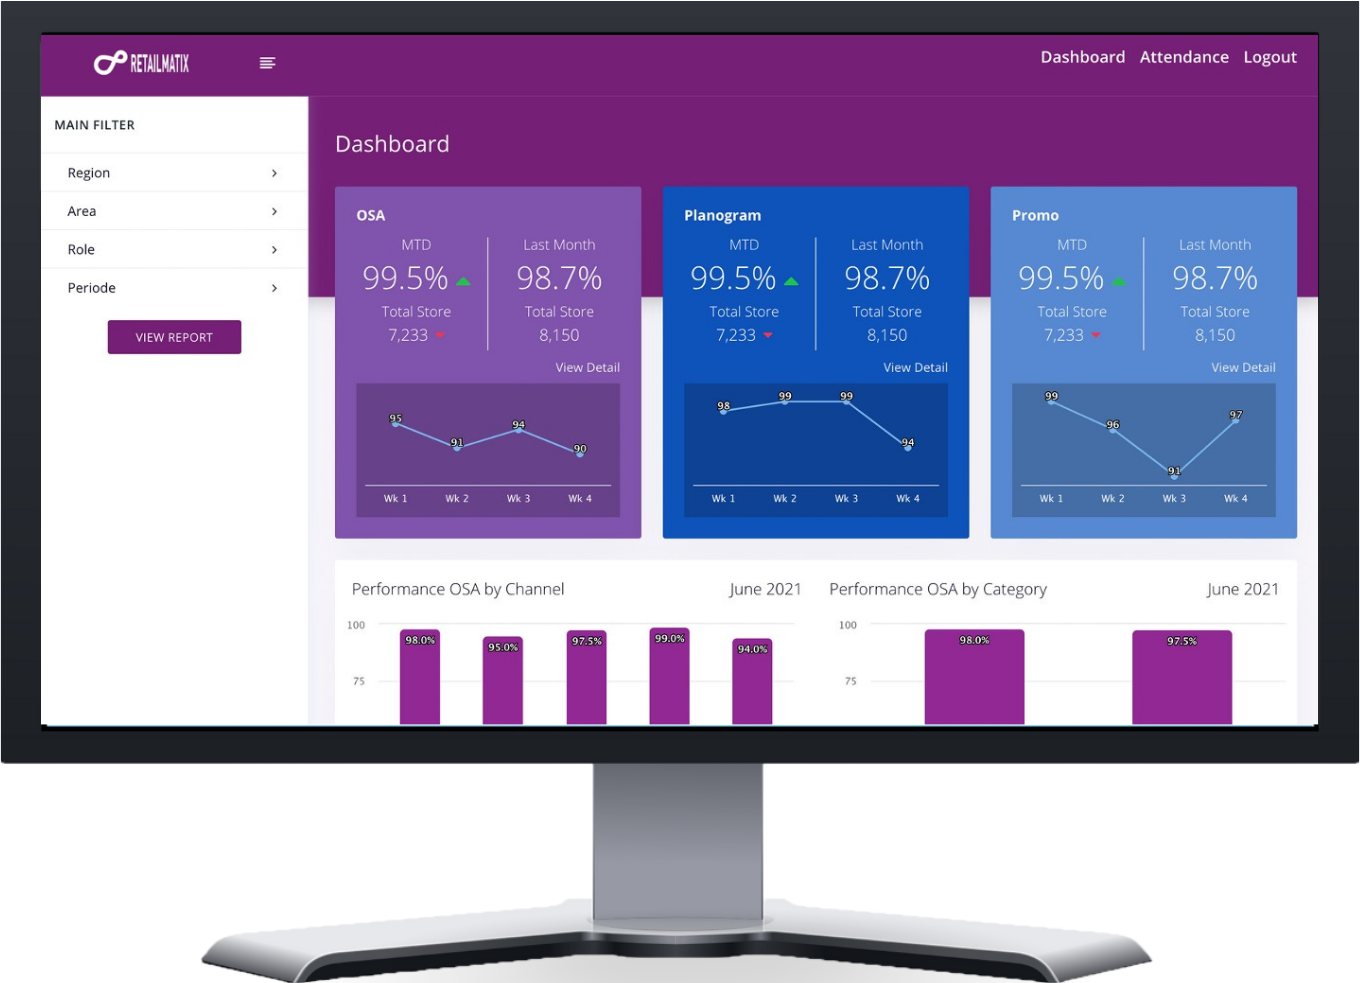 RETAILMATIX
Dashboard Attendance Logout
MAIN FILTER
Region
Area
Role
Periode
VIEW REPORT
Dashboard
OSA
MTD Last Month
99.5% 98.7%
Total Store Total Store
7,233 8,150
View Detail
95 91 94 90
Wk 1 Wk 2 Wk 3 Wk 4
Planogram
MTD Last Month
99.5% 98.7%
Total Store Total Store
7,233 8,150
View Detail
98 99 99 94
Wk 1 Wk 2 Wk 3 Wk 4
Promo
MTD Last Month
99.5% 98.7%
Total Store Total Store
7,233 8,150
View Detail
99 96 91 97
Wk 1 Wk 2 Wk 3 Wk 4
Performance OSA by Channel June 2021
100
98.0% 95.0% 97.5% 99.0% 94.0%
75
Performance OSA by Category June 2021
100
98.0% 97.5%
75